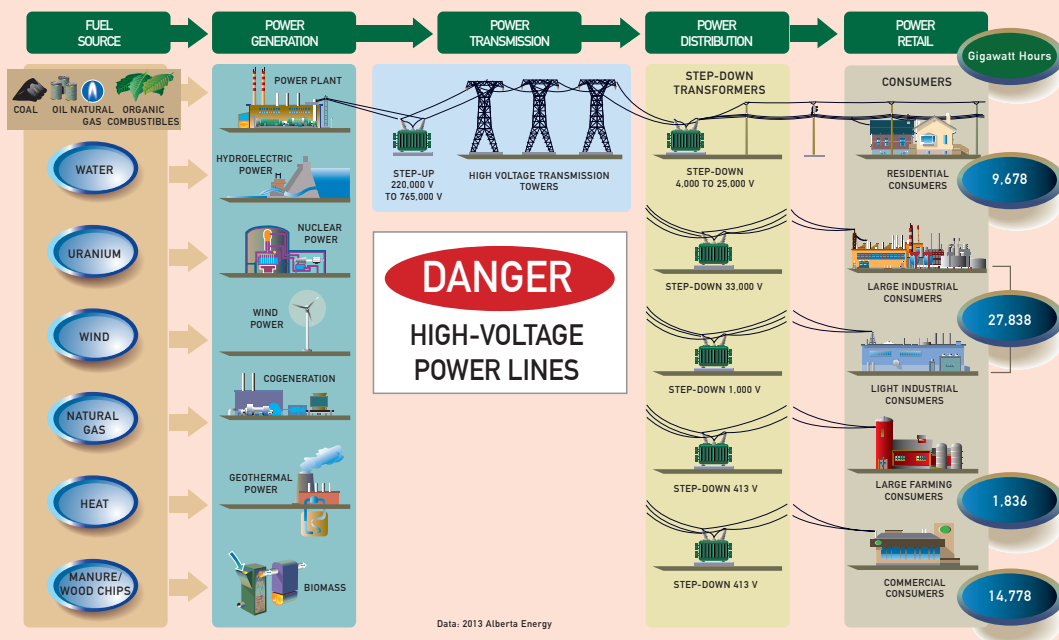 FUEL
SOURCE
POWER
GENERATION
POWER
TRANSMISSION
POWER
DISTRIBUTION
POWER
RETAIL
Gigawatt Hours
COAL
OIL
NATURAL
GAS
ORGANIC
COMBUSTIBLES
WATER
URANIUM
WIND
NATURAL
GAS
HEAT
MANURE/
WOOD CHIPS
POWER PLANT
HYDROELECTRIC
POWER
NUCLEAR
POWER
WIND
POWER
COGENERATION
GEOTHERMAL
POWER
BIOMASS
STEP-UP
220,000 V
TO 765,000 V
HIGH VOLTAGE TRANSMISSION
TOWERS
DANGER
HIGH-VOLTAGE
POWER LINES
STEP-DOWN
TRANSFORMERS
STEP-DOWN
4,000 TO 25,000 V
STEP-DOWN 33,000 V
STEP-DOWN 1,000 V
STEP-DOWN 413 V
STEP-DOWN 413 V
CONSUMERS
RESIDENTIAL
CONSUMERS
9,678
LARGE INDUSTRIAL
CONSUMERS
27,838
LIGHT INDUSTRIAL
CONSUMERS
LARGE FARMING
CONSUMERS
1,836
COMMERCIAL
CONSUMERS
14,778
Data: 2013 Alberta Energy